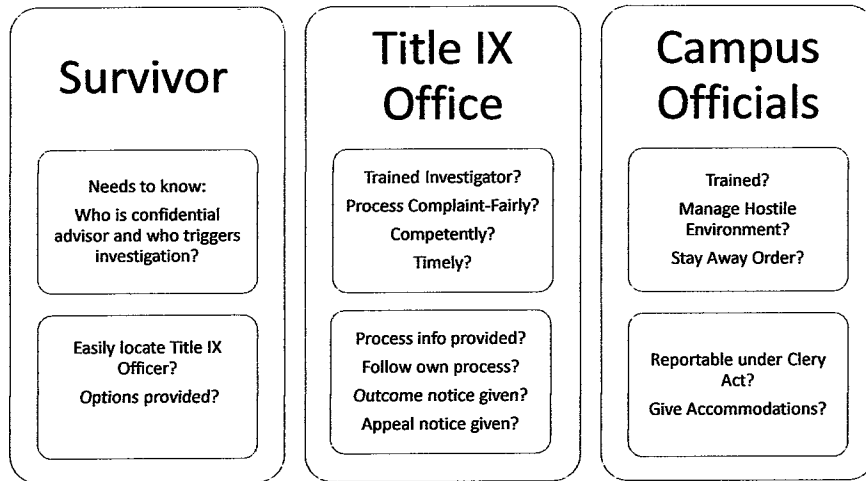 Survivor
Needs to know:
Who is confidential
advisor and who triggers
investigation?
Easily locate Title IX
Officer?
Options provided?
Title IX
Office
Trained Investigator?
Process Complaint-Fairly?
Competently?
Timely?
Process info provided?
Follow own process?
Outcome notice given?
Appeal notice given?
Campus
Officials
Trained?
Manage Hostile
Environment?
Stay Away Order?
Reportable under Clery
Act?
Give Accommodations?